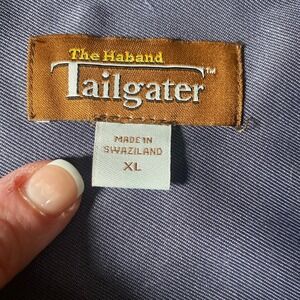 The Haband
Tailgater™
MADE IN
SWAZILAND
XL